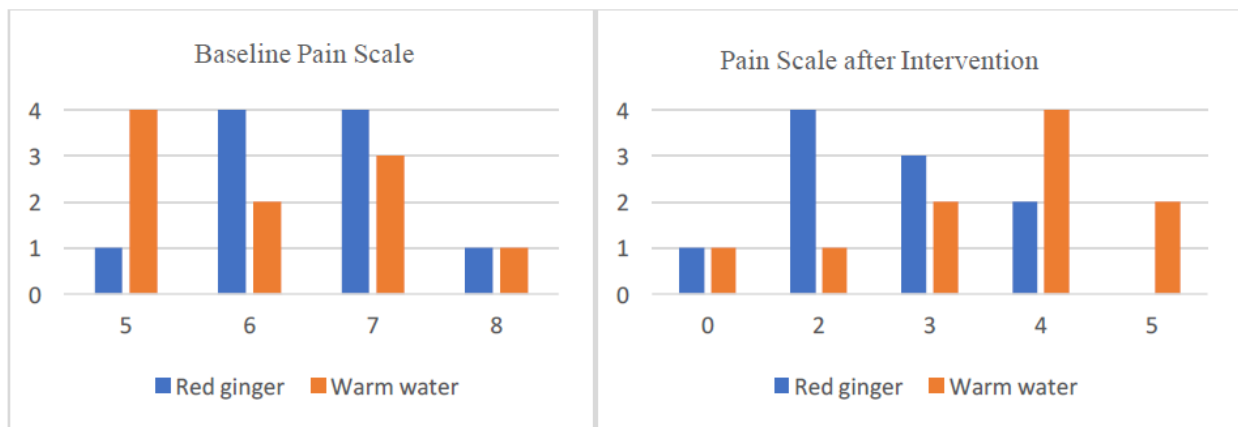 Baseline Pain Scale
4
3
2
1
0
5 6 7 8
Red ginger Warm water
Pain Scale after Intervention
4
3
2
1
0
0 2 3 4 5
Red ginger Warm water